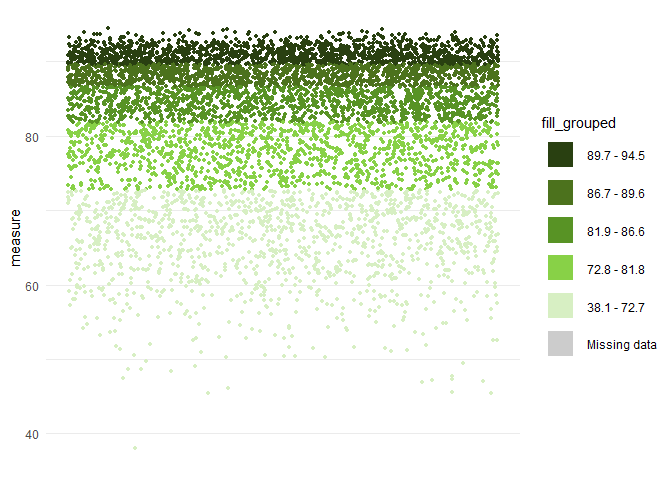 80
60
40
measure
fill_grouped
89.7 - 94.5
86.7 - 89.6
81.9 - 86.6
72.8 - 81.8
38.1 - 72.7
Missing data